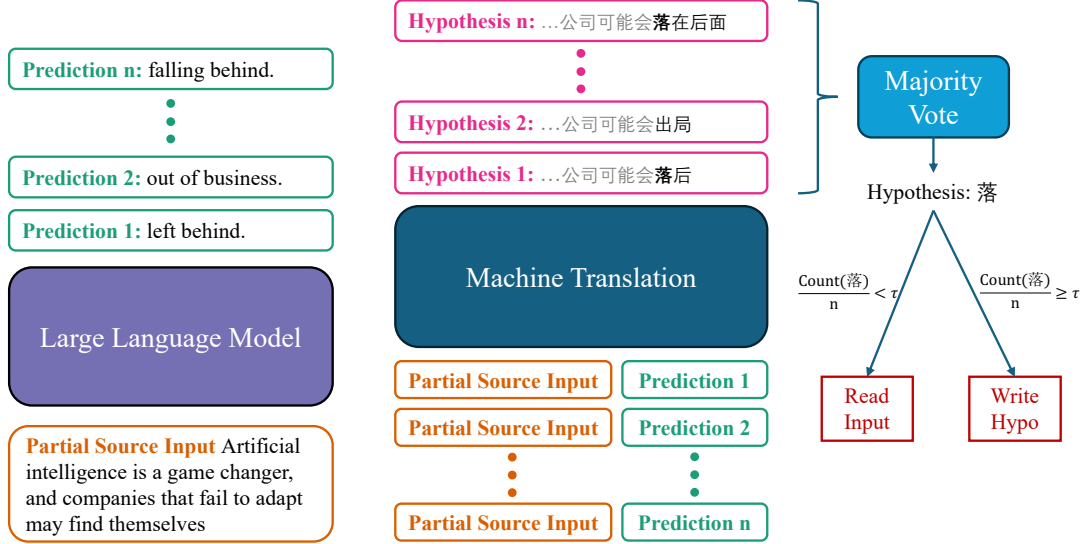 Prediction n: falling behind.
Prediction 2: out of business.
Prediction 1: left behind.
Large Language Model
Partial Source Input Artificial
intelligence is a game changer,
and companies that fail to adapt
may find themselves
Hypothesis n: …公司可能会落在后面
Hypothesis 2: …公司可能会出局
Hypothesis 1: …公司可能会落后
Machine Translation
Partial Source Input Prediction 1
Partial Source Input Prediction 2
Partial Source Input Prediction n
Majority
Vote
Hypothesis: 落
Count(落)/n < τ
Count(落)/n ≥ τ
Read
Input
Write
Hypo